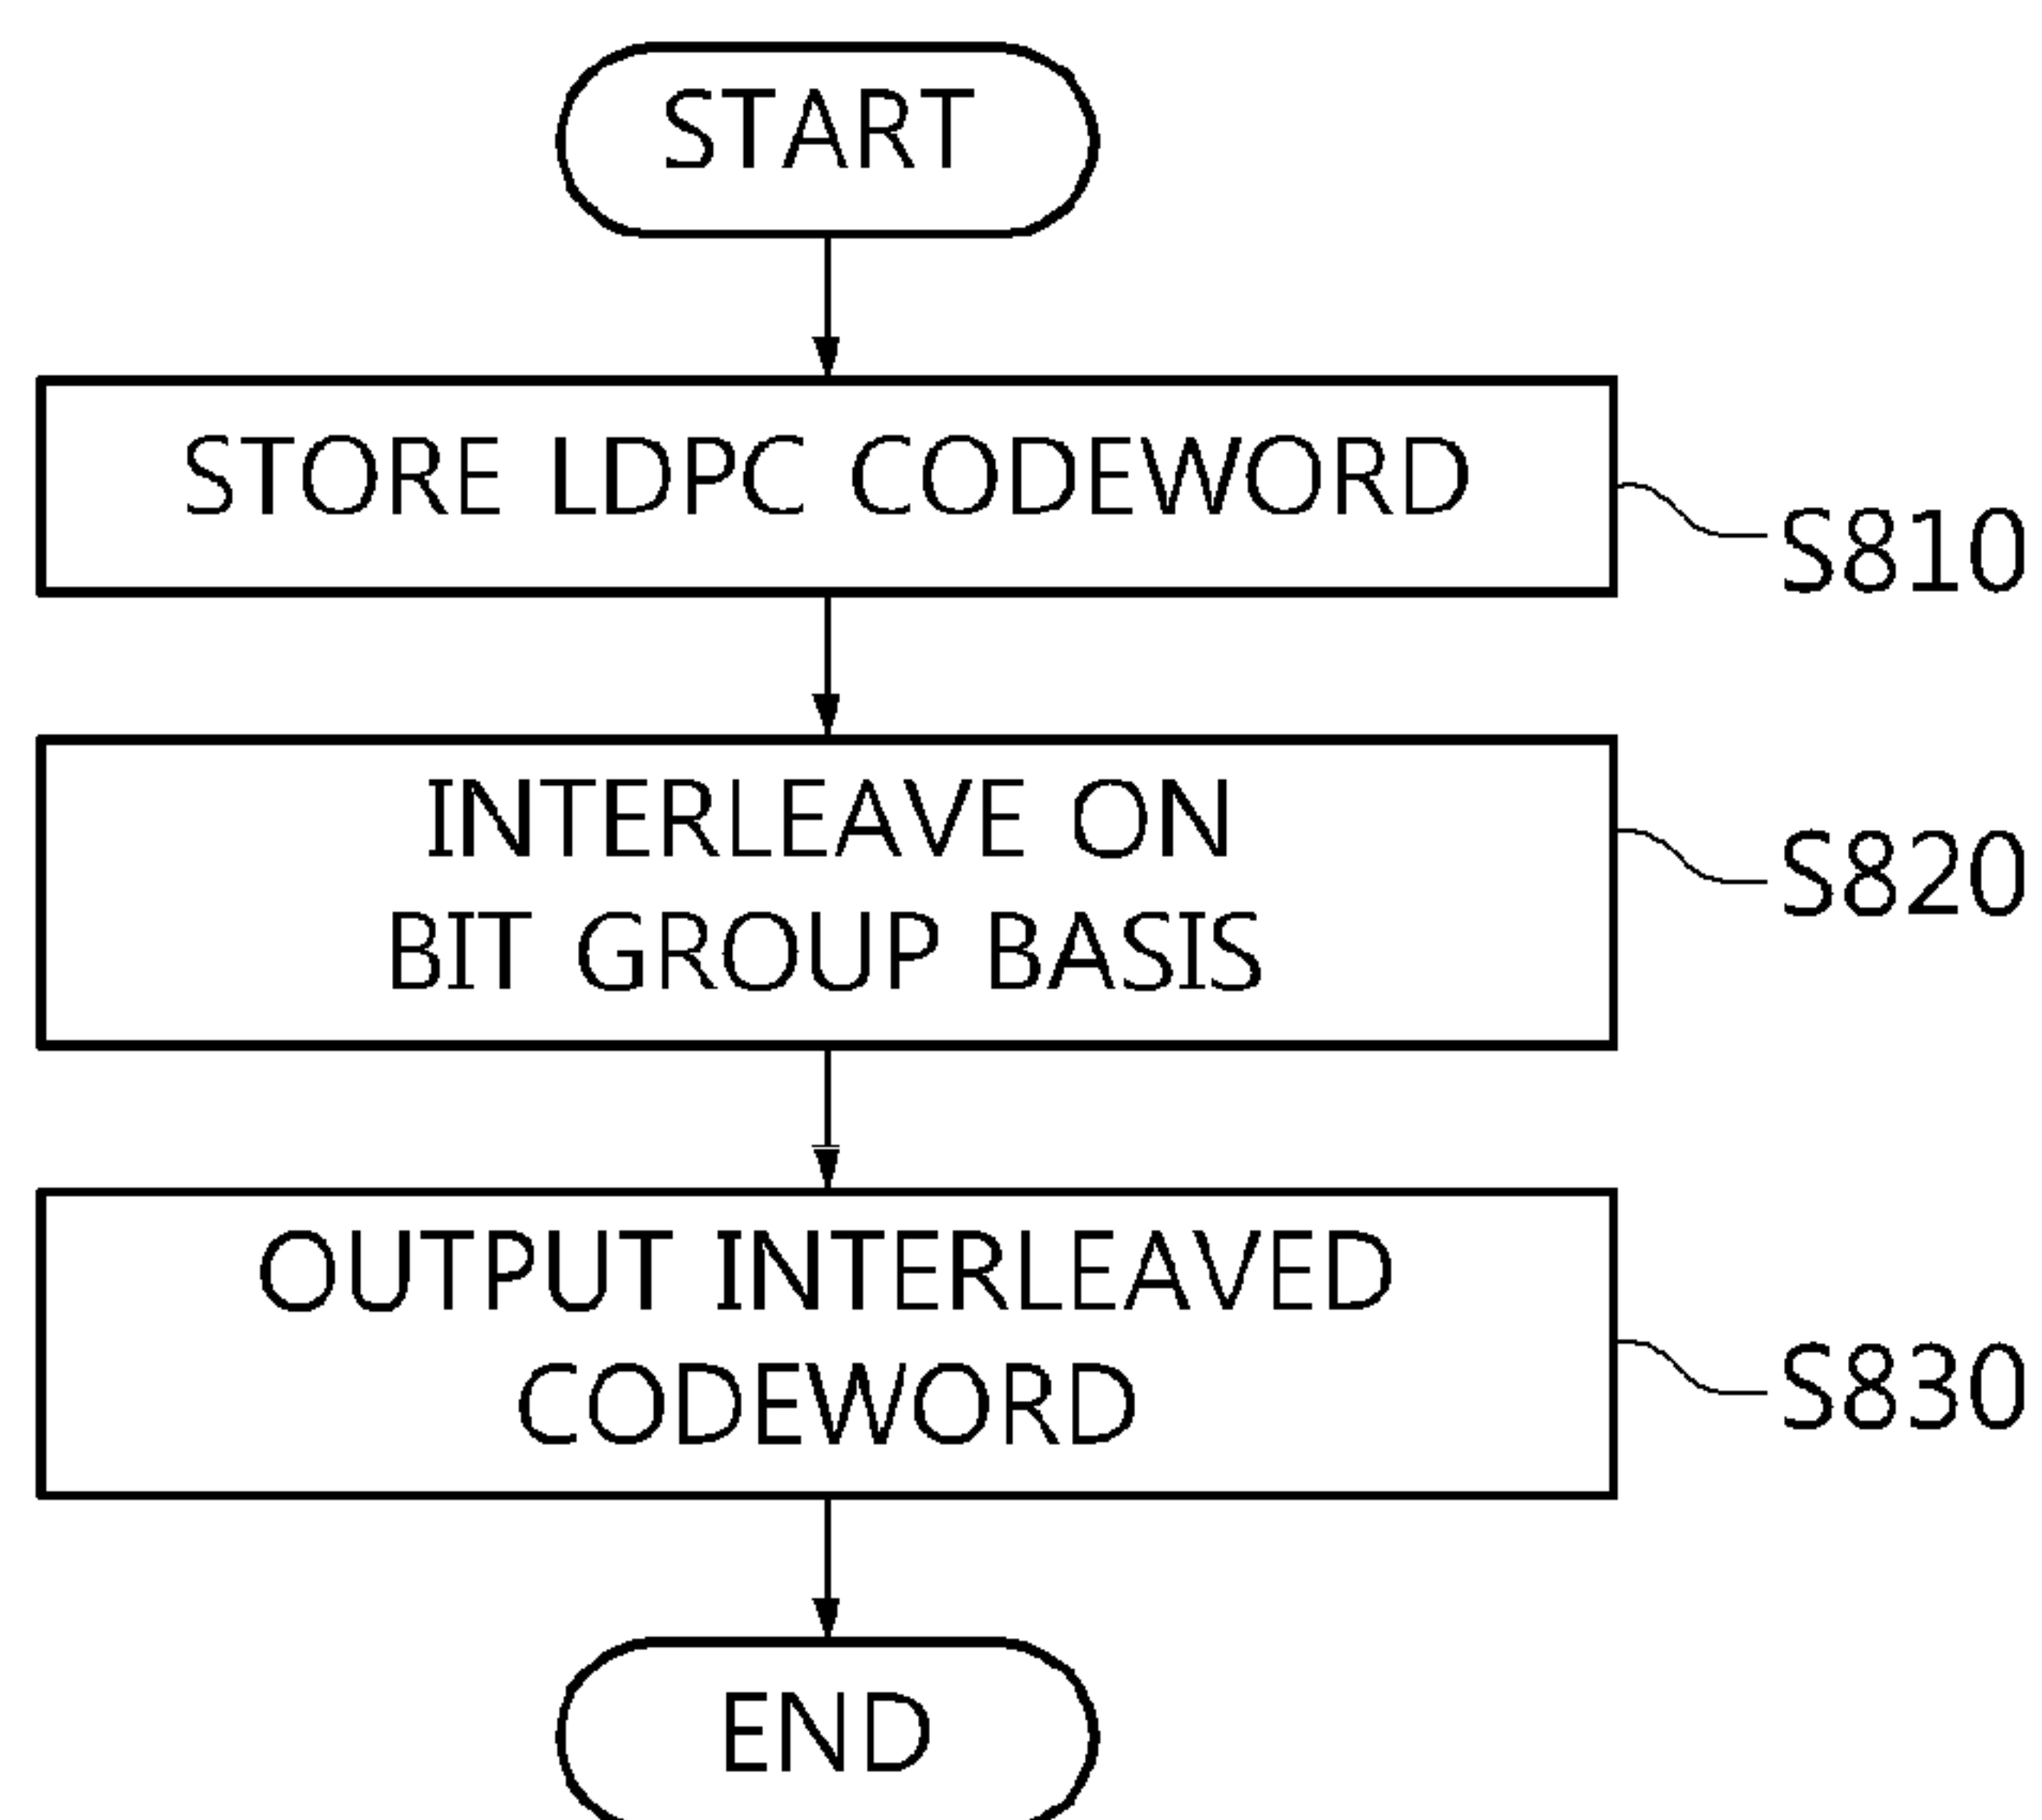 START
STORE LDPC CODEWORD
S810
INTERLEAVE ON
BIT GROUP BASIS
S820
OUTPUT INTERLEAVED
CODEWORD
S830
END